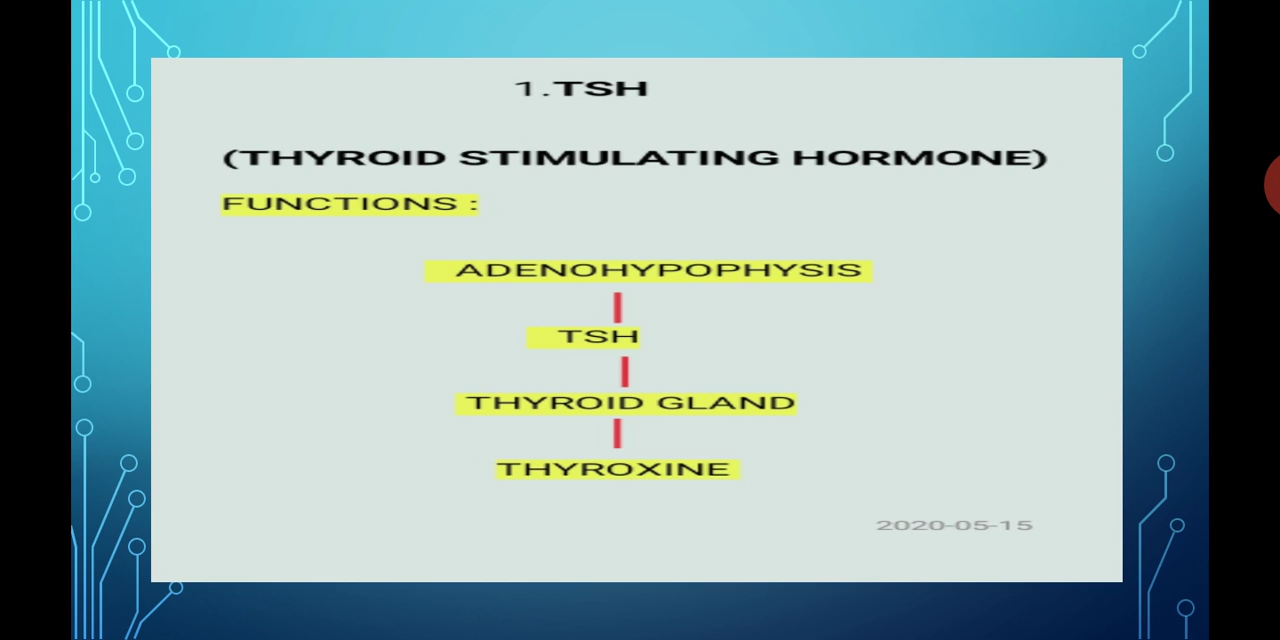 1.TSH
(THYROID STIMULATING HORMONE)
FUNCTIONS :
ADENOHYPOPHYSIS
TSH
THYROID GLAND
THYROXINE
2020-05-15